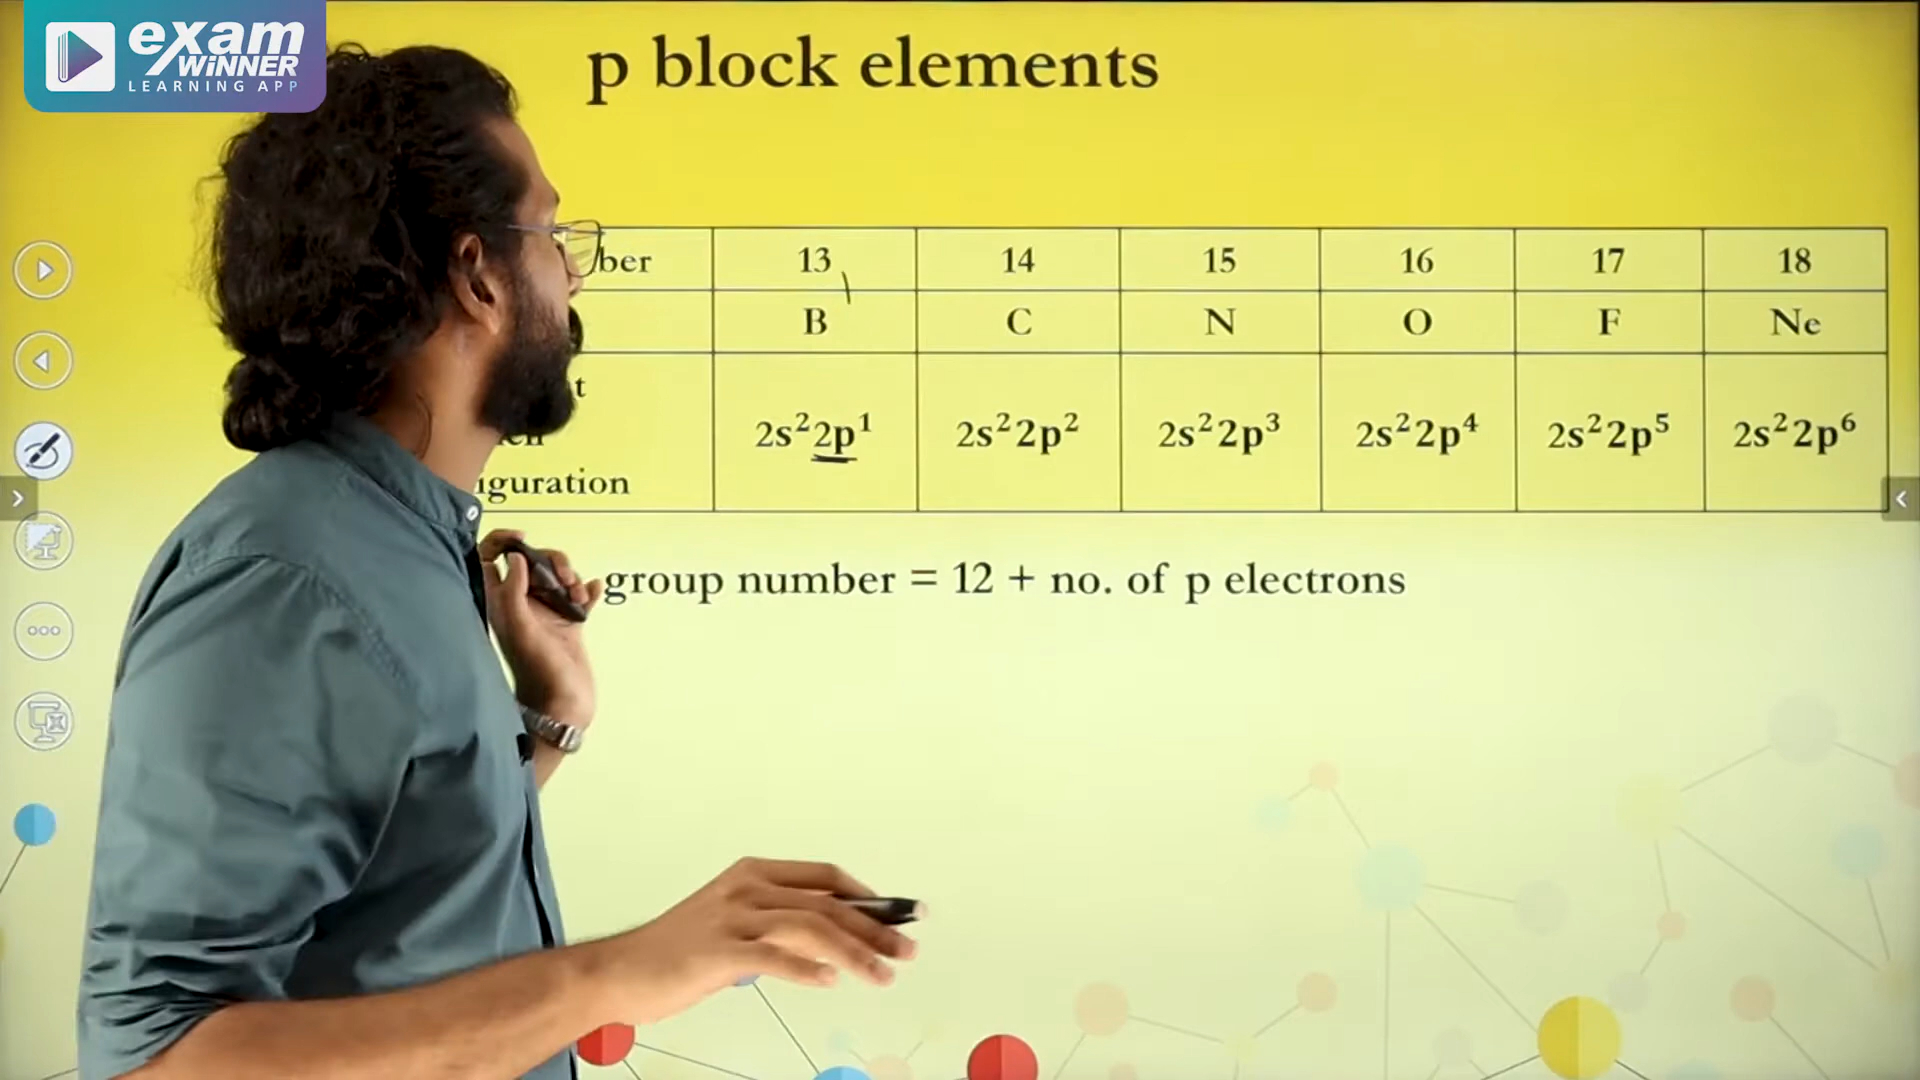 exam
WINNER
LEARNING APP
p block elements
ber 13 14 15 16 17 18
B C N O F Ne
t
2s²2p¹ 2s²2p² 2s²2p³ 2s²2p⁴ 2s²2p⁵ 2s²2p⁶
iguration
group number = 12 + no. of p electrons